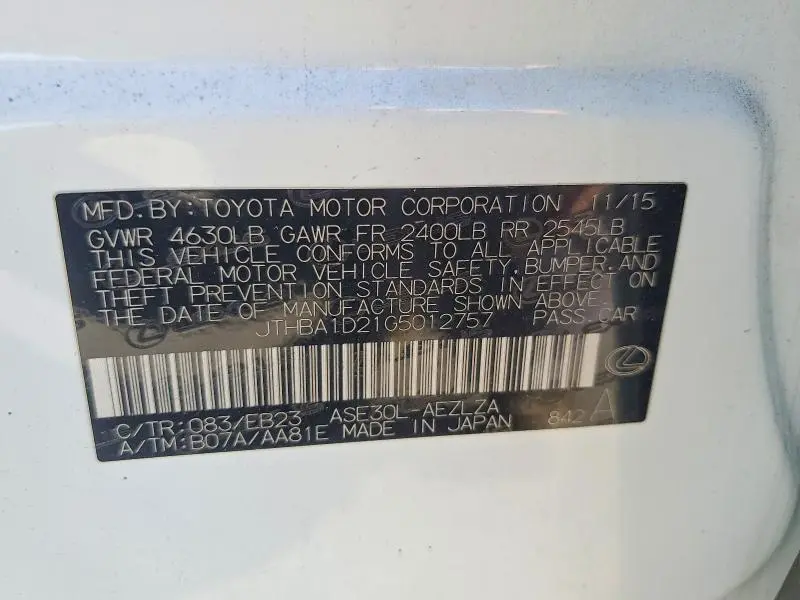 MFD. BY: TOYOTA MOTOR CORPORATION 11/15
GVWR 4630LB GAWR FR 2400LB RR 2545LB
THIS VEHICLE CONFORMS TO ALL APPLICABLE
FEDERAL MOTOR VEHICLE SAFETY, BUMPER, AND
THEFT PREVENTION STANDARDS IN EFFECT ON
THE DATE OF MANUFACTURE SHOWN ABOVE.
JTHBA1D21G5012757 PASS. CAR
C/TR: 083/EB23 ASE30L-AEZLZA
A/TM: B07A/AA81E MADE IN JAPAN 842 A